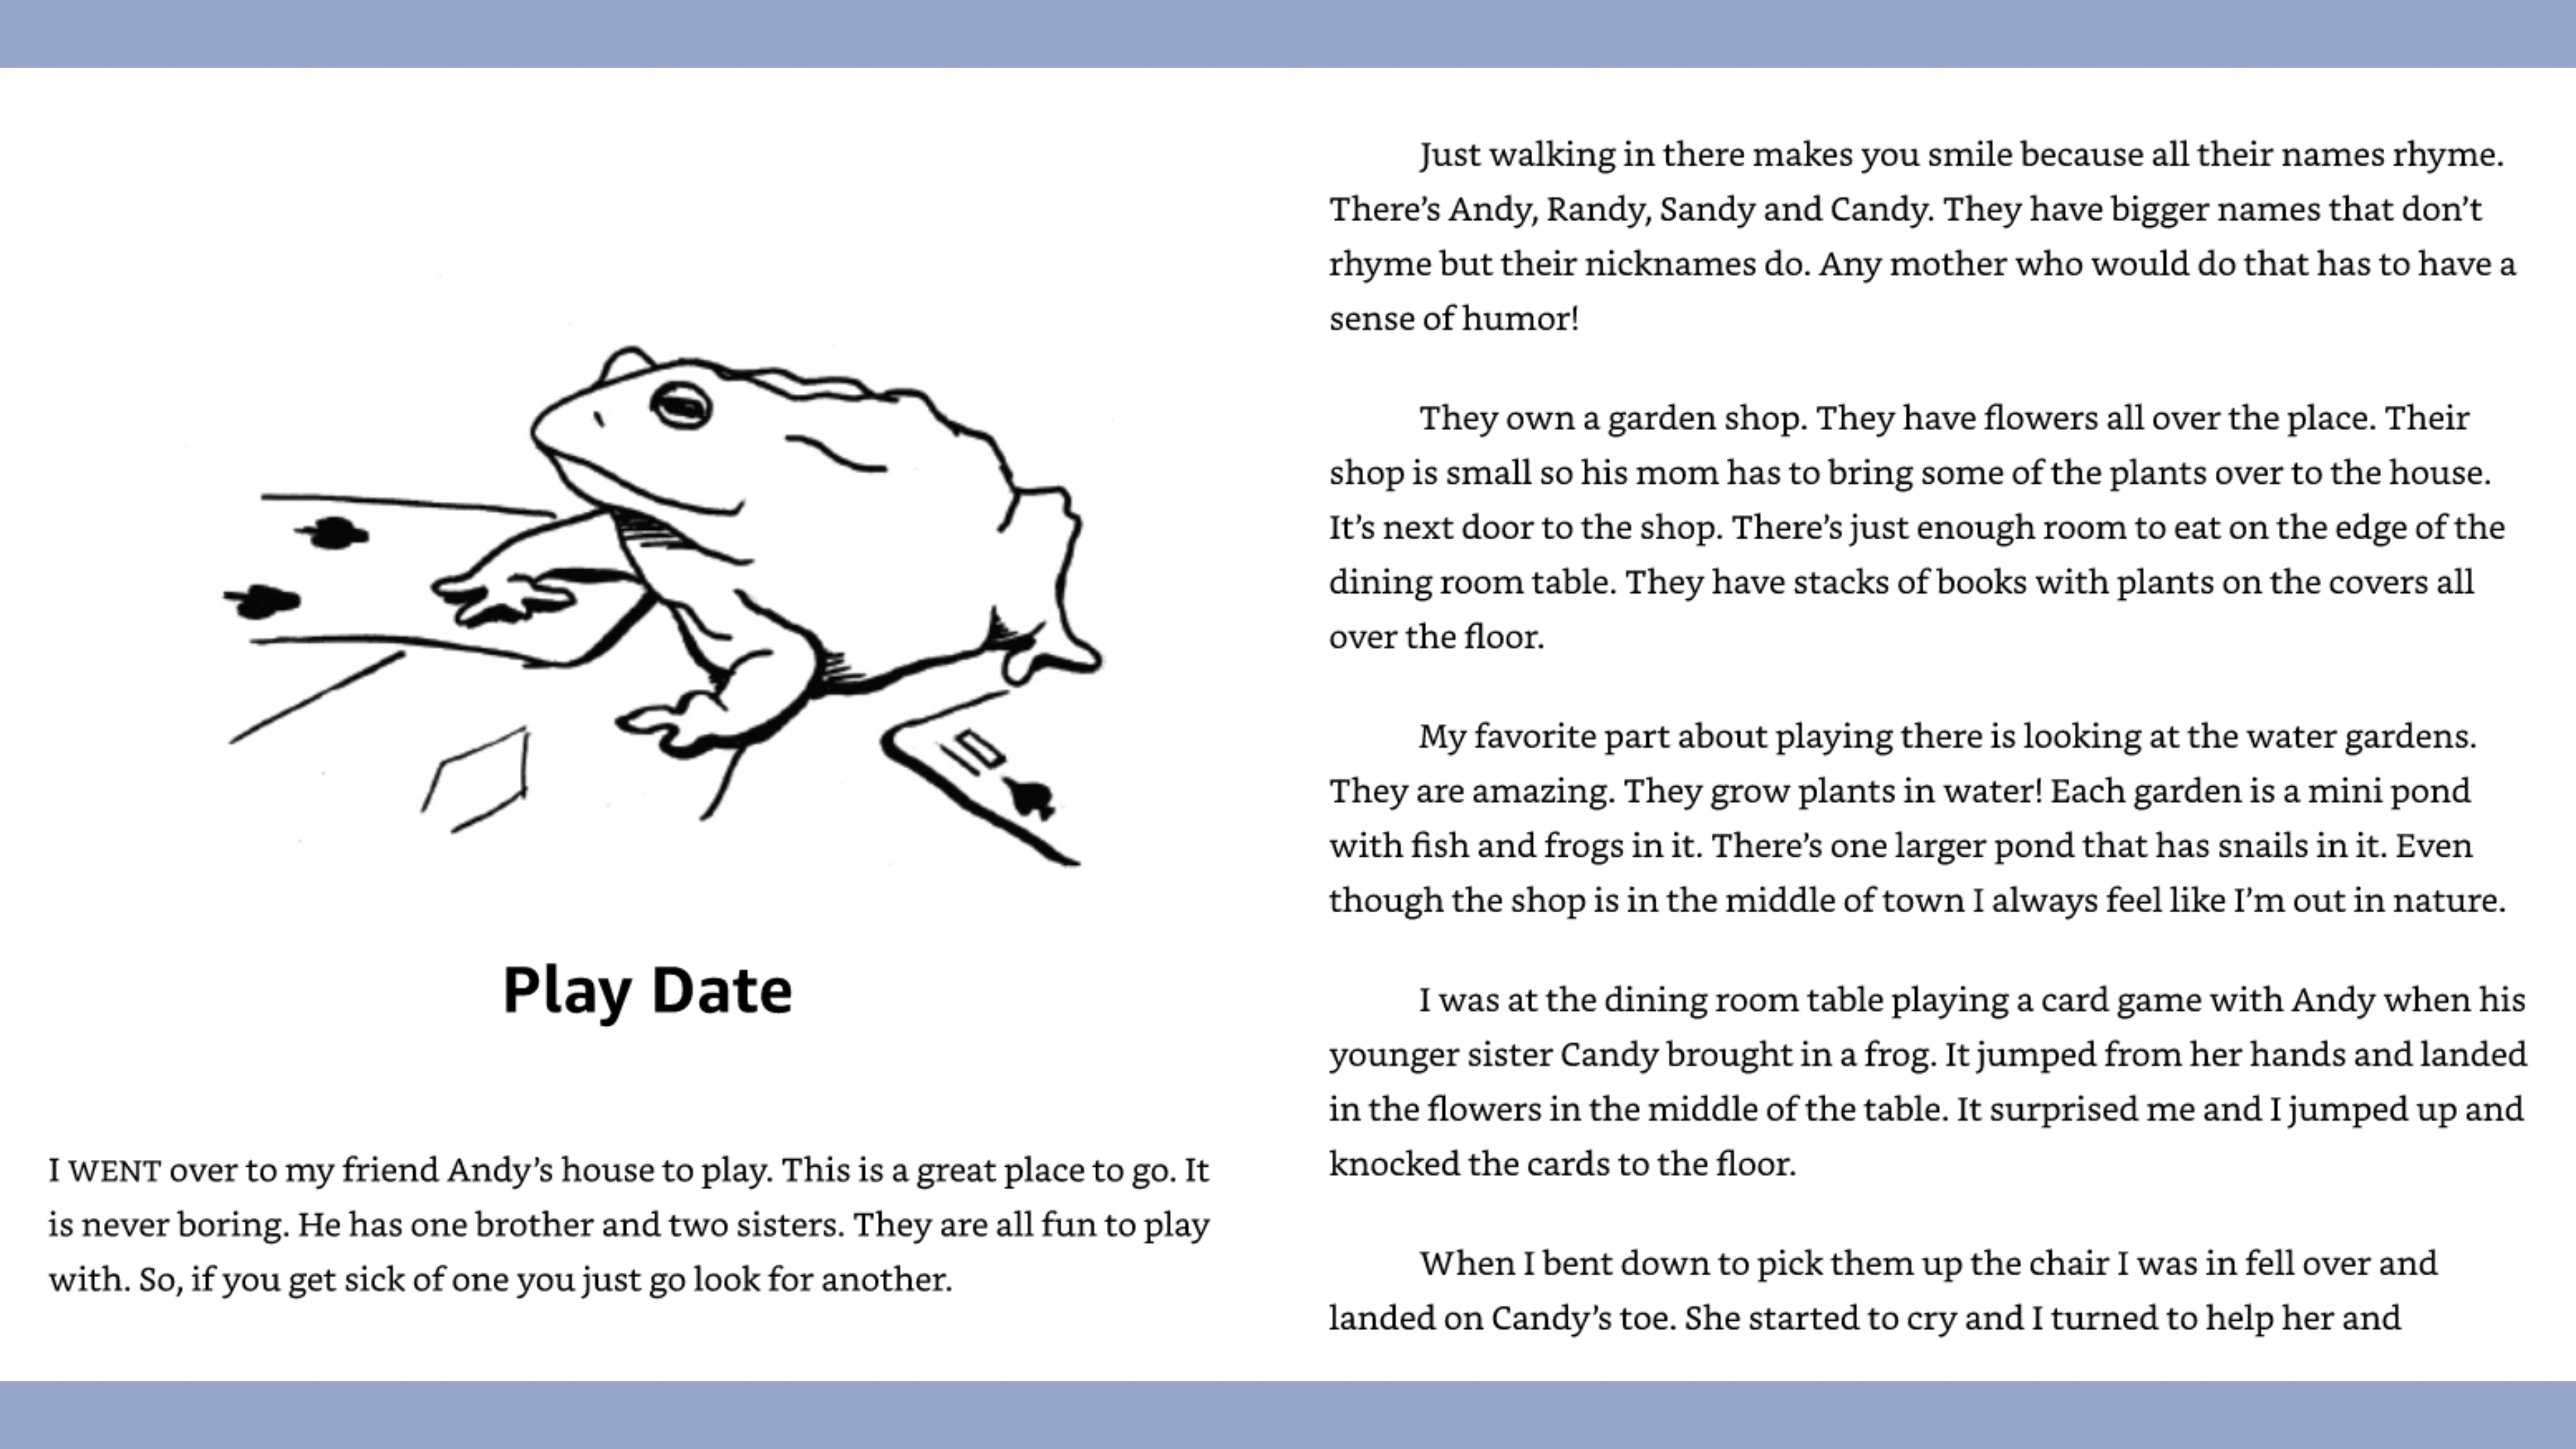 Play Date
I WENT over to my friend Andy’s house to play. This is a great place to go. It
is never boring. He has one brother and two sisters. They are all fun to play
with. So, if you get sick of one you just go look for another.
Just walking in there makes you smile because all their names rhyme.
There’s Andy, Randy, Sandy and Candy. They have bigger names that don’t
rhyme but their nicknames do. Any mother who would do that has to have a
sense of humor!
They own a garden shop. They have flowers all over the place. Their
shop is small so his mom has to bring some of the plants over to the house.
It’s next door to the shop. There’s just enough room to eat on the edge of the
dining room table. They have stacks of books with plants on the covers all
over the floor.
My favorite part about playing there is looking at the water gardens.
They are amazing. They grow plants in water! Each garden is a mini pond
with fish and frogs in it. There’s one larger pond that has snails in it. Even
though the shop is in the middle of town I always feel like I’m out in nature.
I was at the dining room table playing a card game with Andy when his
younger sister Candy brought in a frog. It jumped from her hands and landed
in the flowers in the middle of the table. It surprised me and I jumped up and
knocked the cards to the floor.
When I bent down to pick them up the chair I was in fell over and
landed on Candy’s toe. She started to cry and I turned to help her and